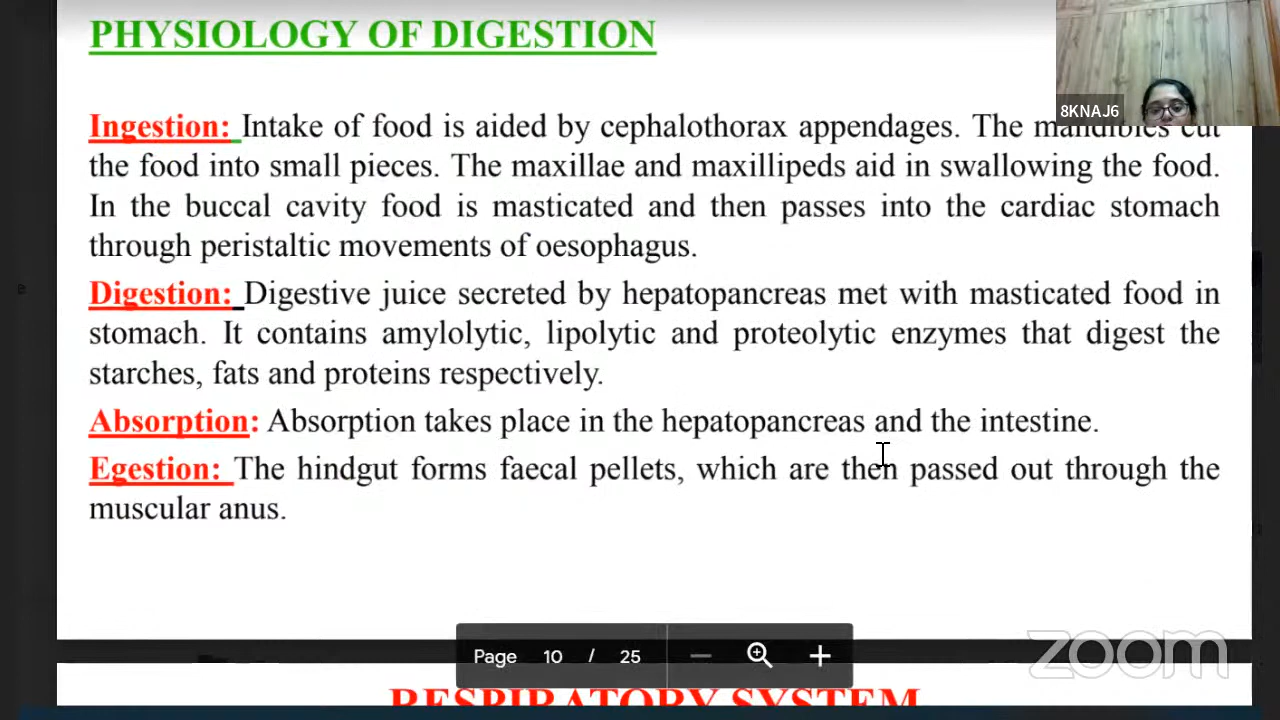 PHYSIOLOGY OF DIGESTION
8KNAJ6
Ingestion: Intake of food is aided by cephalothorax appendages. The mandibles cut
the food into small pieces. The maxillae and maxillipeds aid in swallowing the food.
In the buccal cavity food is masticated and then passes into the cardiac stomach
through peristaltic movements of oesophagus.
Digestion: Digestive juice secreted by hepatopancreas met with masticated food in
stomach. It contains amylolytic, lipolytic and proteolytic enzymes that digest the
starches, fats and proteins respectively.
Absorption: Absorption takes place in the hepatopancreas and the intestine.
Egestion: The hindgut forms faecal pellets, which are then passed out through the
muscular anus.
Page 10 / 25
zoom
RESPIRATORY SYSTEM